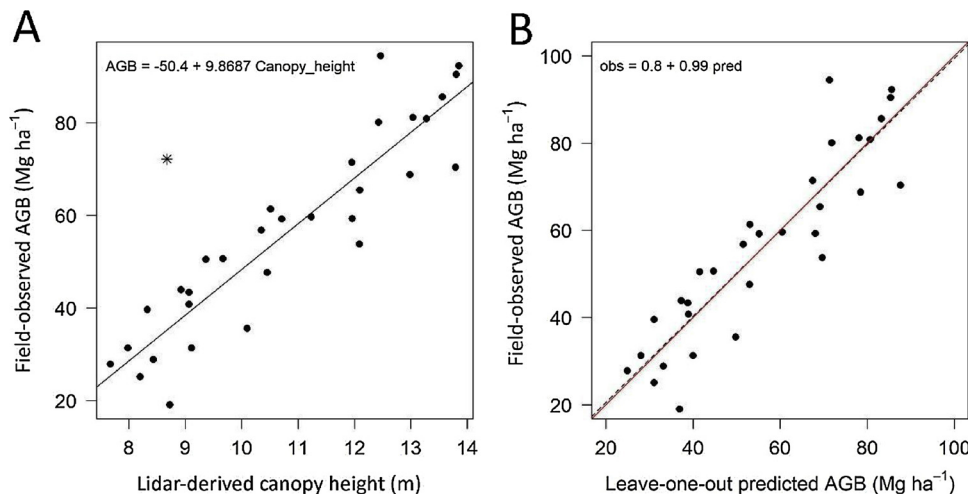 A
AGB = -50.4 + 9.8687 Canopy_height
Field-observed AGB (Mg ha⁻¹)
80
60
40
20
8 9 10 11 12 13 14
Lidar-derived canopy height (m)
B
obs = 0.8 + 0.99 pred
Field-observed AGB (Mg ha⁻¹)
100
80
60
40
20
20 40 60 80 100
Leave-one-out predicted AGB (Mg ha⁻¹)